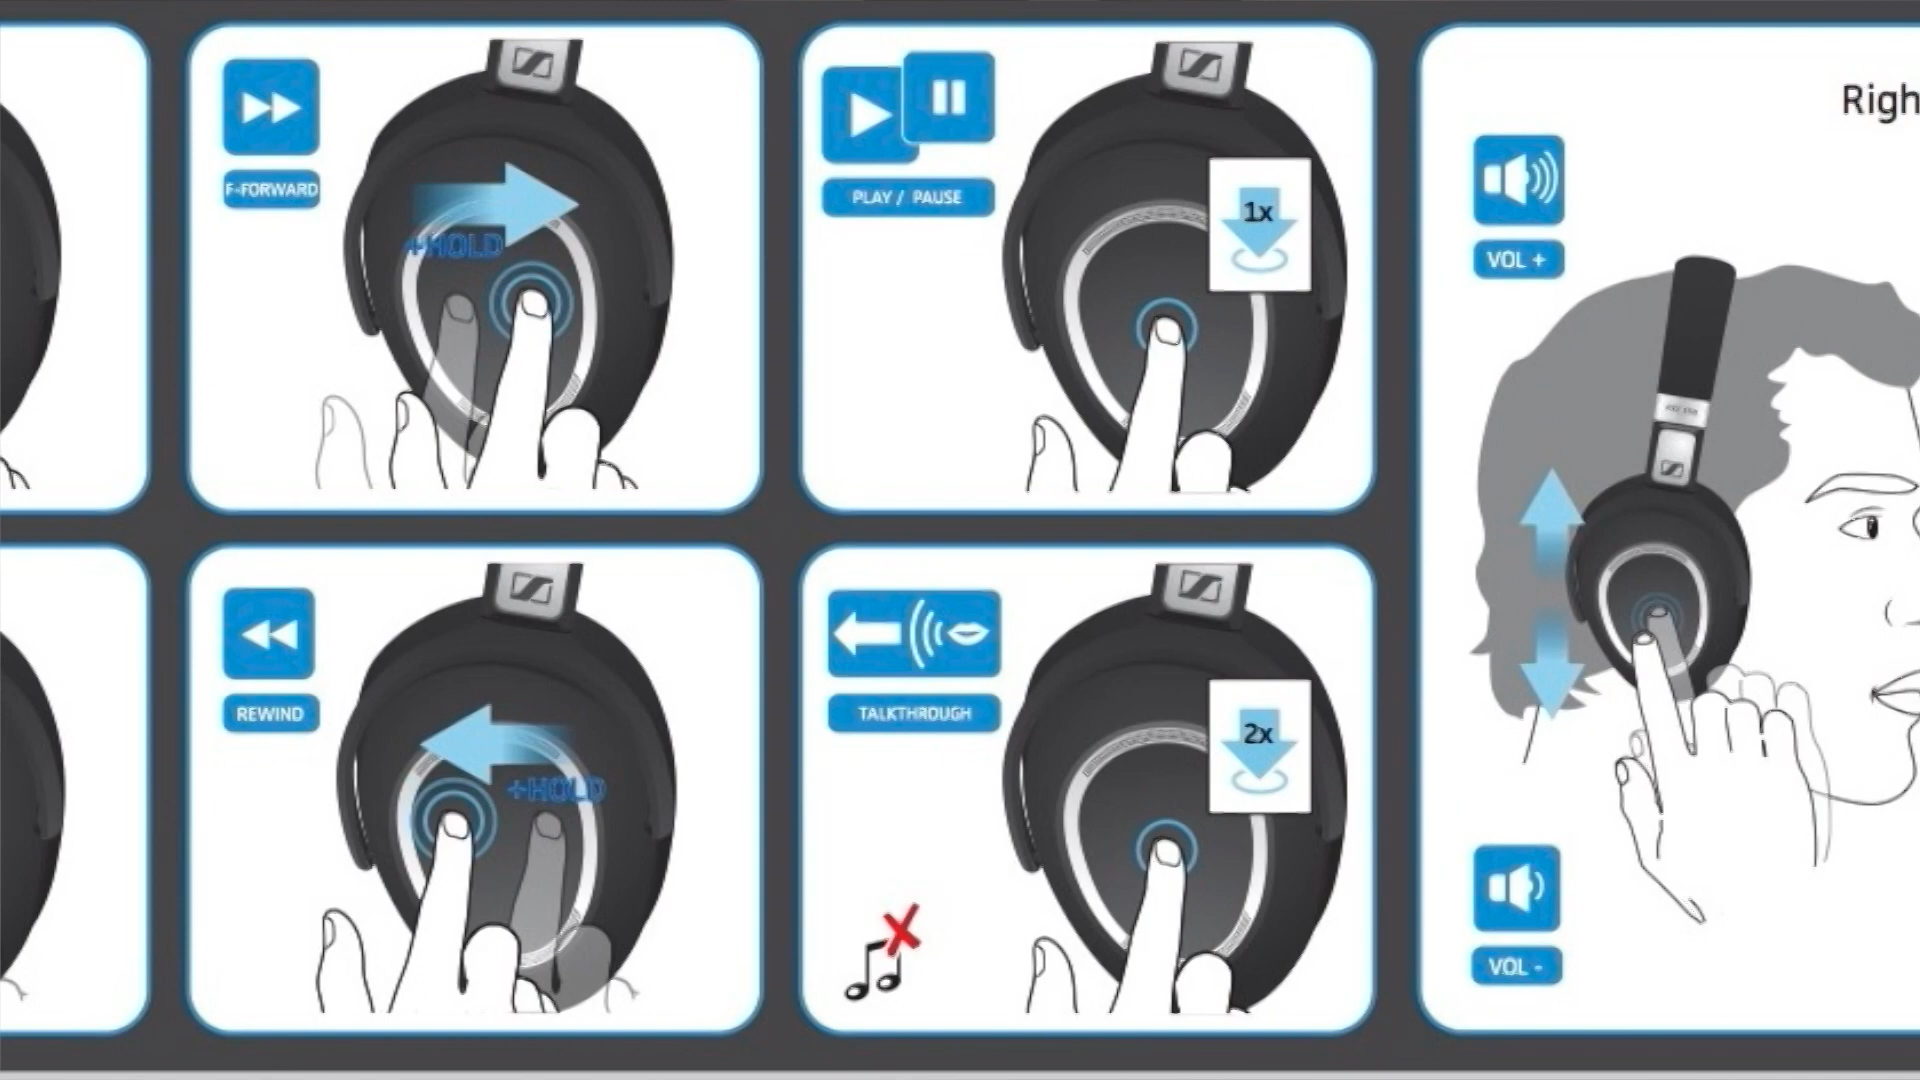 F-FORWARD
+HOLD
PLAY / PAUSE
1x
Righ
VOL +
REWIND
+HOLD
TALKTHROUGH
2x
VOL -